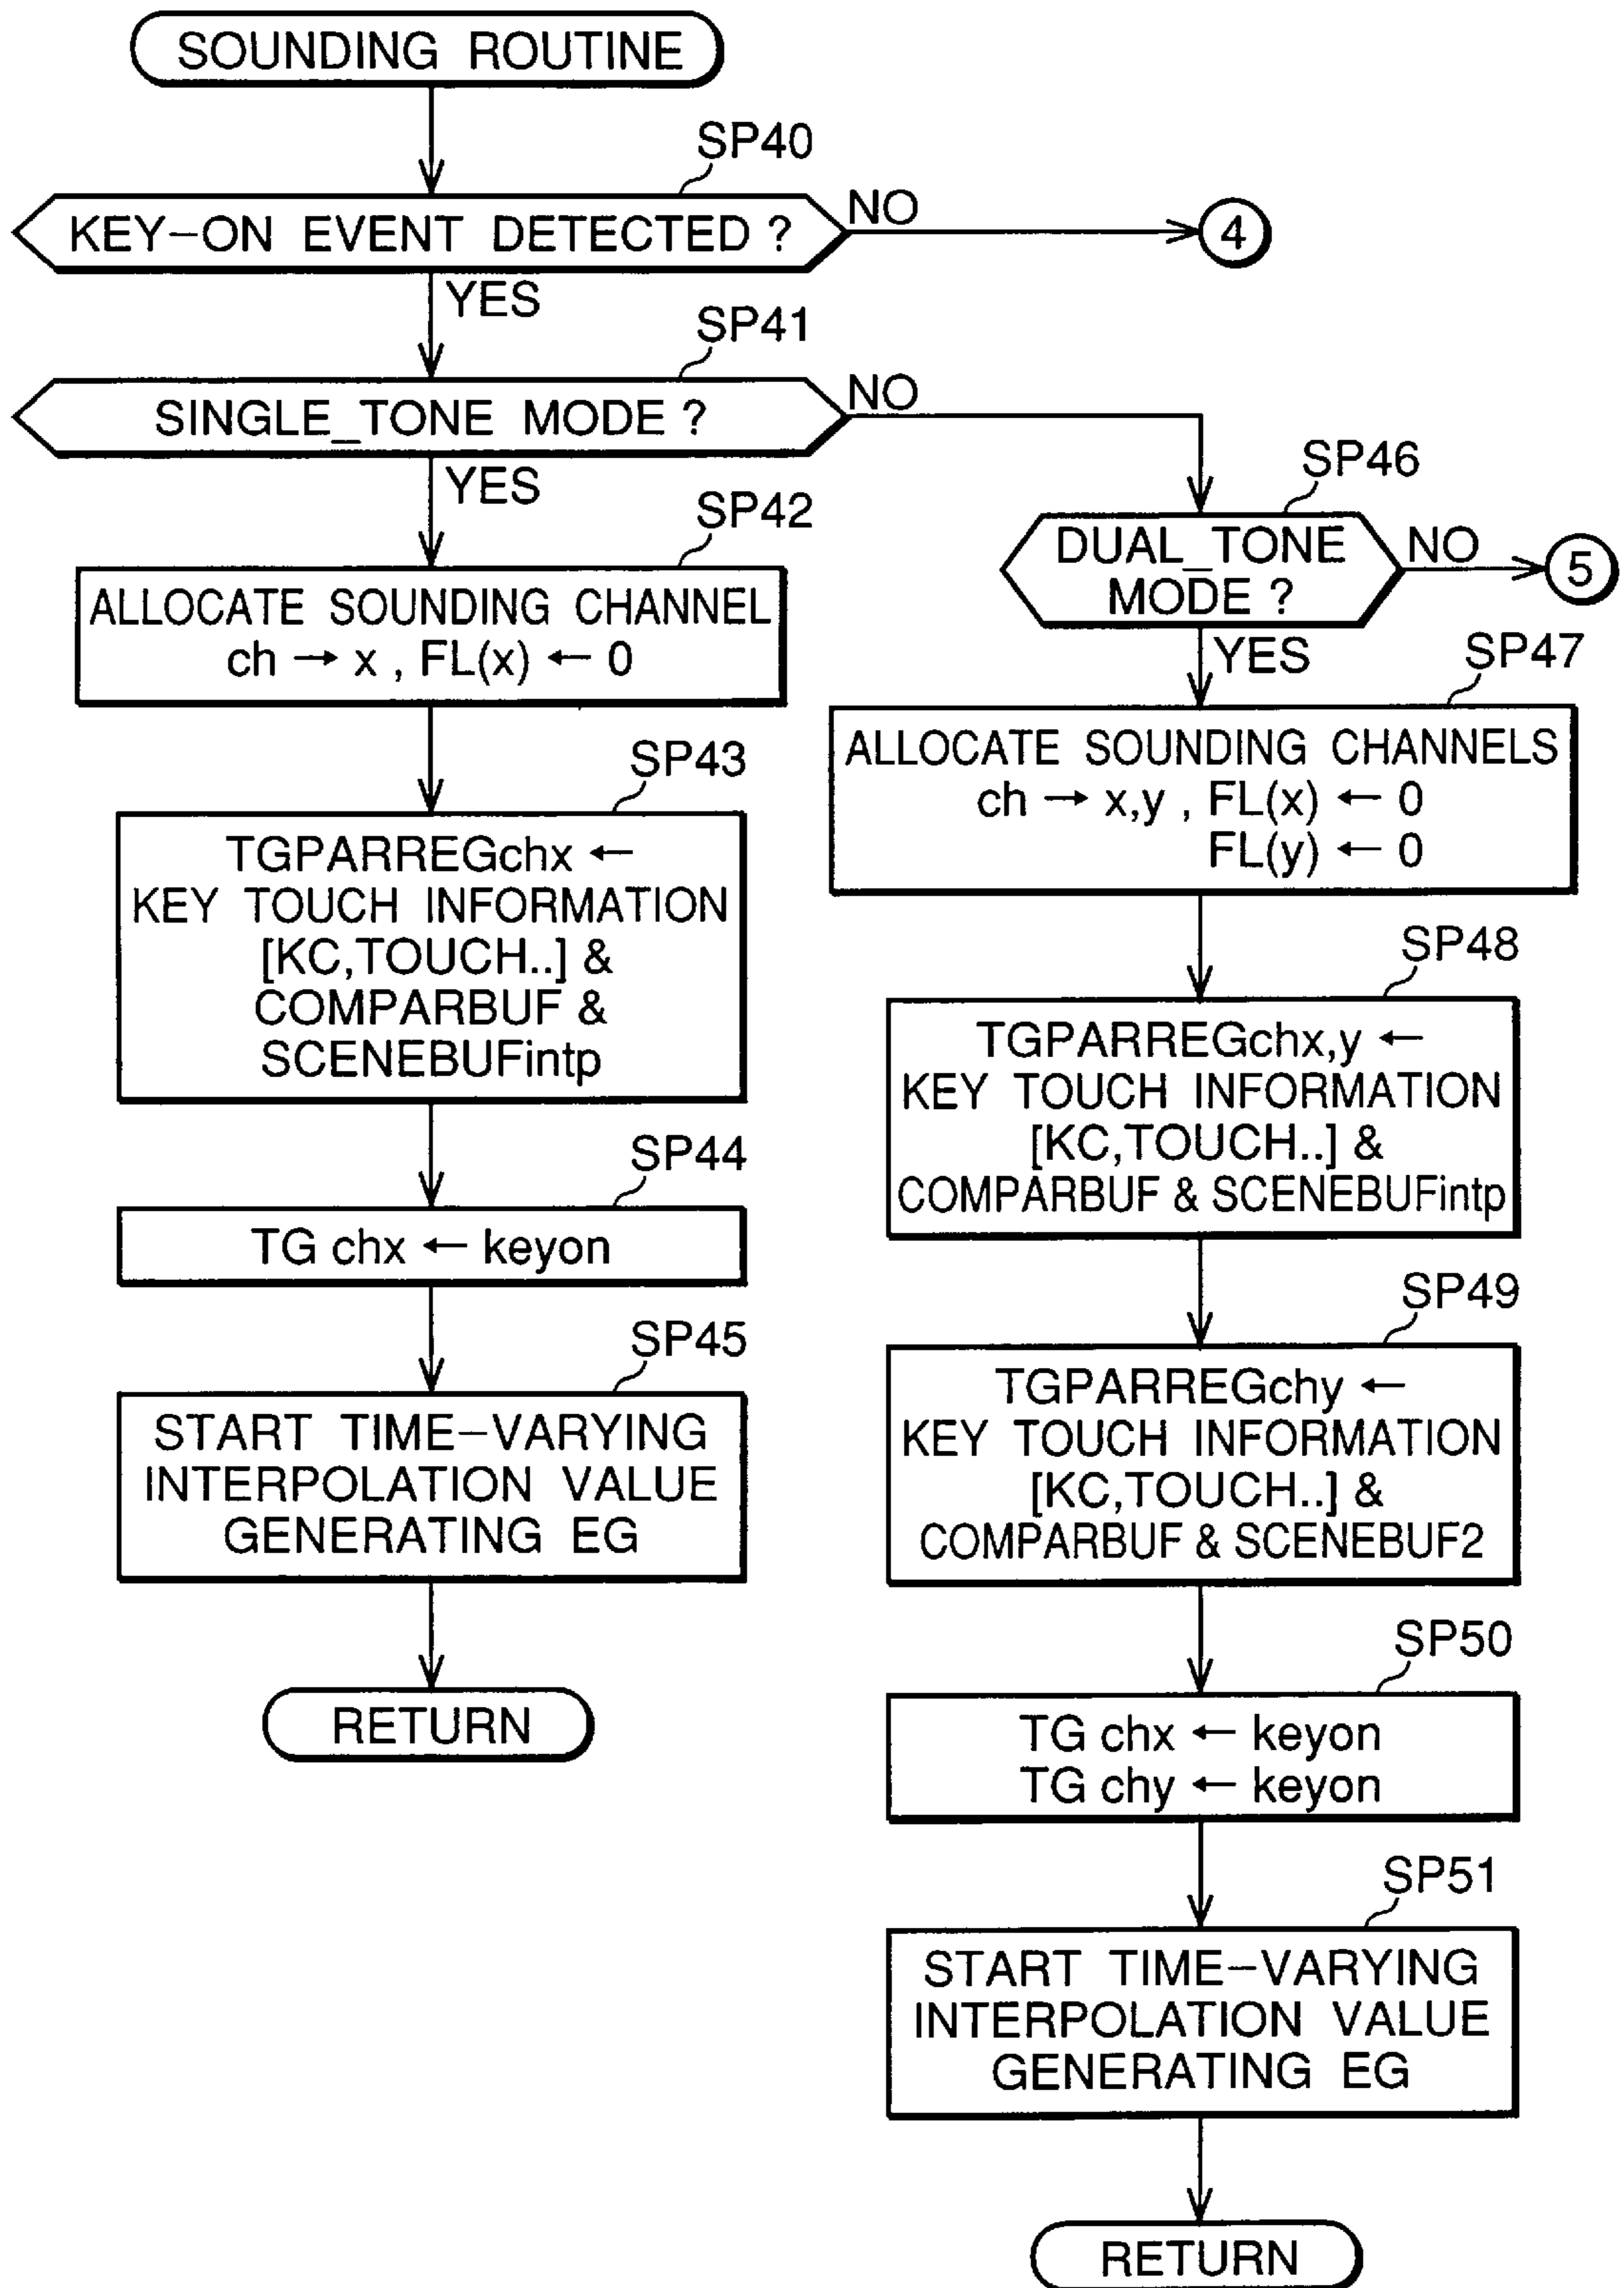 SOUNDING ROUTINE
SP40
KEY-ON EVENT DETECTED ?
NO
4
YES
SP41
SINGLE_TONE MODE ?
NO
YES
SP42
ALLOCATE SOUNDING CHANNEL
ch → x , FL(x) ← 0
SP43
TGPARREGchx ←
KEY TOUCH INFORMATION
[KC,TOUCH..] &
COMPARBUF &
SCENEBUFintp
SP44
TG chx ← keyon
SP45
START TIME-VARYING
INTERPOLATION VALUE
GENERATING EG
RETURN
SP46
DUAL_TONE
MODE ?
NO
5
YES
SP47
ALLOCATE SOUNDING CHANNELS
ch → x,y , FL(x) ← 0
FL(y) ← 0
SP48
TGPARREGchx,y ←
KEY TOUCH INFORMATION
[KC,TOUCH..] &
COMPARBUF & SCENEBUFintp
SP49
TGPARREGchy ←
KEY TOUCH INFORMATION
[KC,TOUCH..] &
COMPARBUF & SCENEBUF2
SP50
TG chx ← keyon
TG chy ← keyon
SP51
START TIME-VARYING
INTERPOLATION VALUE
GENERATING EG
RETURN